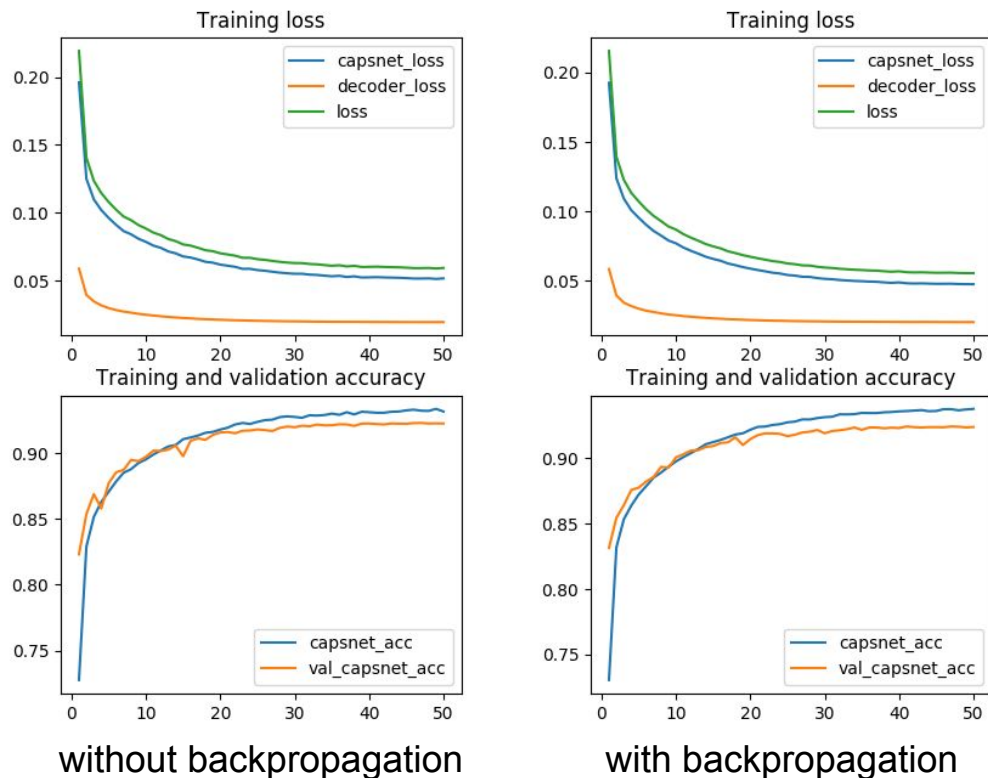 Training loss
capsnet_loss
decoder_loss
loss
0.20
0.15
0.10
0.05
0 10 20 30 40 50
Training loss
capsnet_loss
decoder_loss
loss
0.20
0.15
0.10
0.05
0 10 20 30 40 50
Training and validation accuracy
0.90
0.85
0.80
0.75
capsnet_acc
val_capsnet_acc
0 10 20 30 40 50
without backpropagation
Training and validation accuracy
0.90
0.85
0.80
0.75
capsnet_acc
val_capsnet_acc
0 10 20 30 40 50
with backpropagation